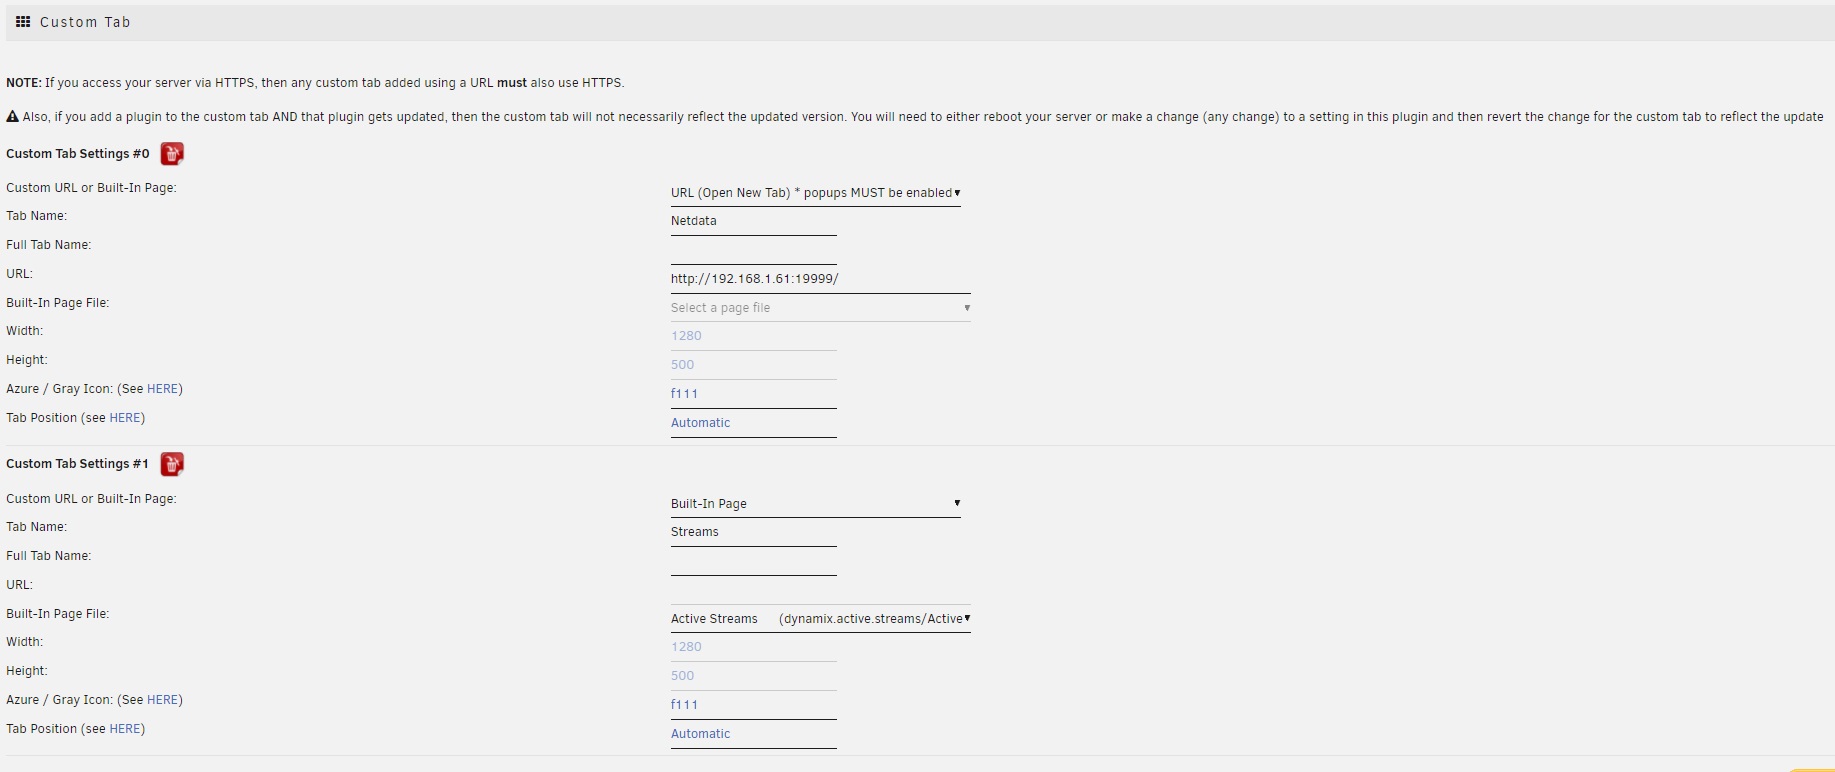 Custom Tab
NOTE: If you access your server via HTTPS, then any custom tab added using a URL must also use HTTPS.
Also, if you add a plugin to the custom tab AND that plugin gets updated, then the custom tab will not necessarily reflect the updated version. You will need to either reboot your server or make a change (any change) to a setting in this plugin and then revert the change for the custom tab to reflect the update
Custom Tab Settings #0
Custom URL or Built-In Page: URL (Open New Tab) * popups MUST be enabled
Tab Name: Netdata
Full Tab Name:
URL: http://192.168.1.61:19999/
Built-In Page File: Select a page file
Width: 1280
Height: 500
Azure / Gray Icon: (See HERE) f111
Tab Position (see HERE) Automatic
Custom Tab Settings #1
Custom URL or Built-In Page: Built-In Page
Tab Name: Streams
Full Tab Name:
URL:
Built-In Page File: Active Streams (dynamix.active.streams/Active
Width: 1280
Height: 500
Azure / Gray Icon: (See HERE) f111
Tab Position (see HERE) Automatic